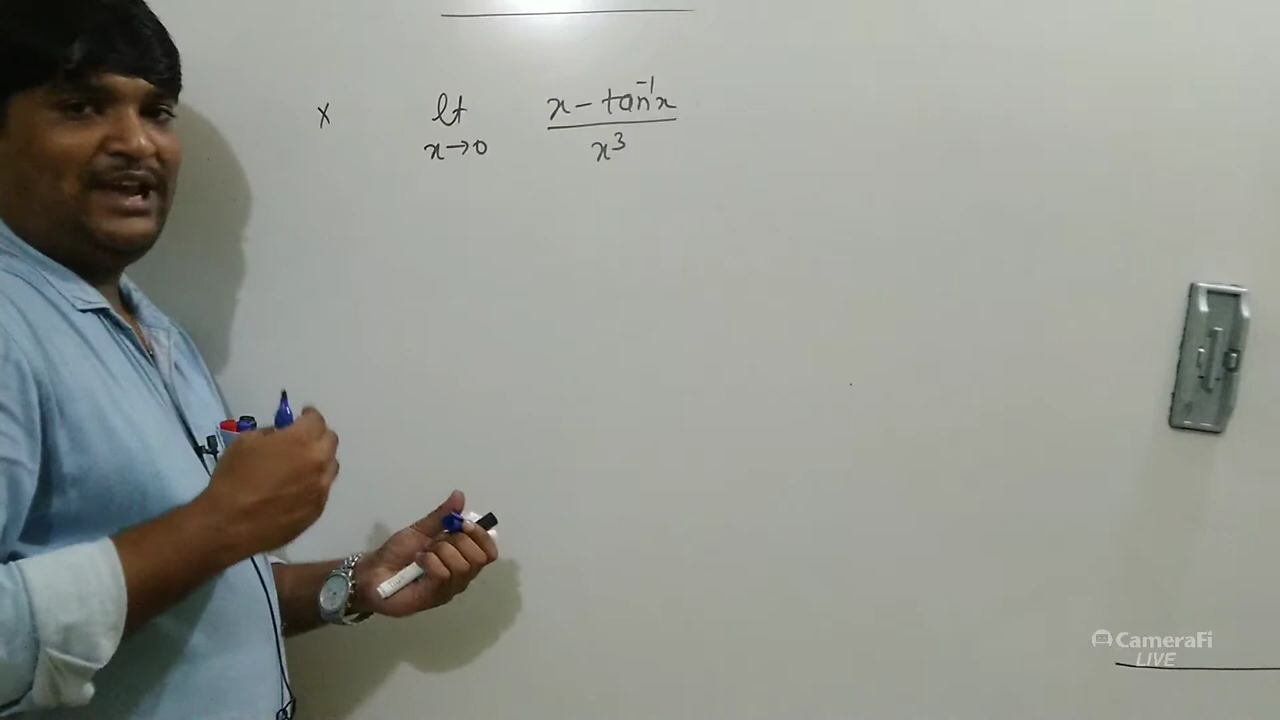 x lt x→0 x - tan⁻¹x / x³
CameraFi
LIVE